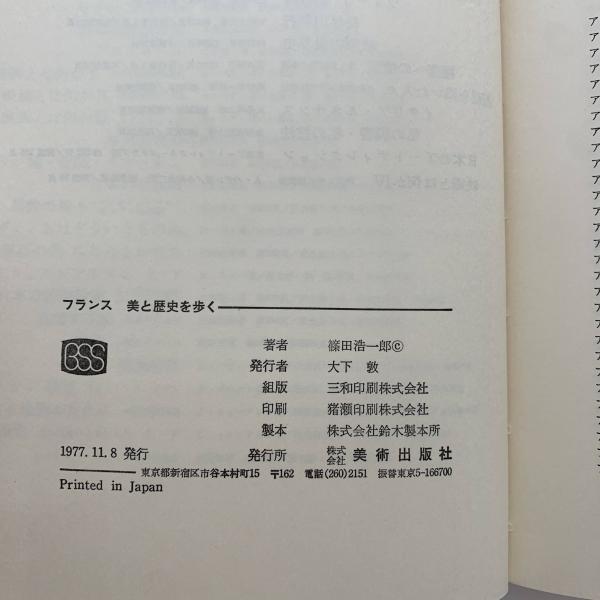 フランス 美と歴史を歩く
BSS
著者 篠田浩一郎©
発行者 大下 敦
組版 三和印刷株式会社
印刷 猪瀬印刷株式会社
製本 株式会社鈴木製本所
1977.11.8 発行 発行所 株式会社 美術出版社
東京都新宿区市谷本村町15 〒162 電話(260)2151 振替東京5-166700
Printed in Japan